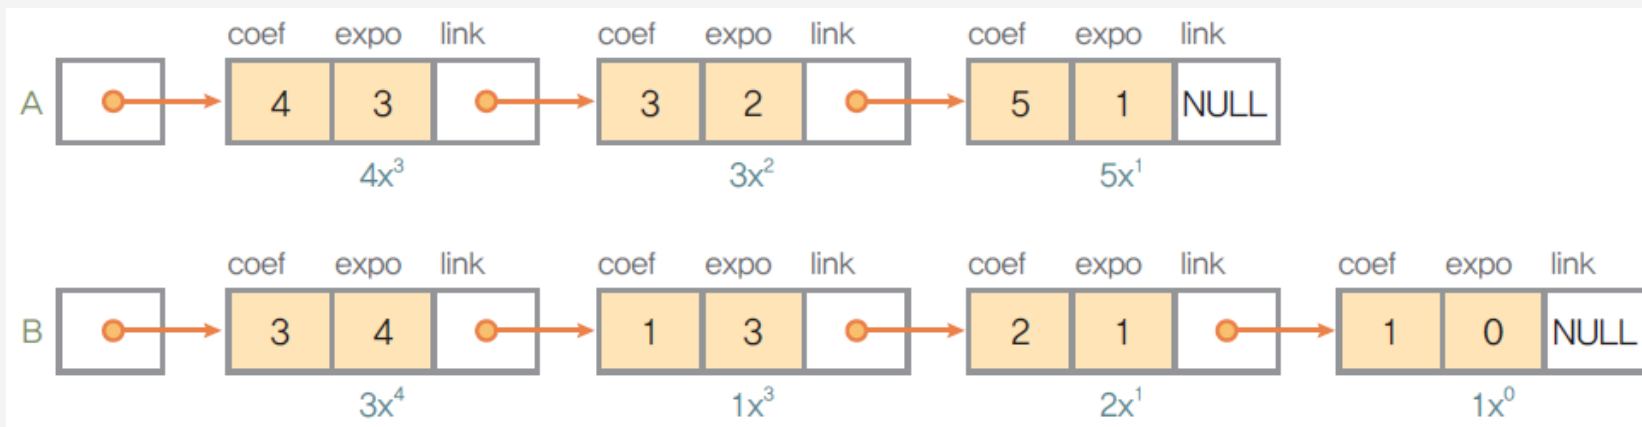 coef expo link coef expo link coef expo link
A 4 3 3 2 5 1 NULL
4x³ 3x² 5x¹
coef expo link coef expo link coef expo link coef expo link
B 3 4 1 3 2 1 1 0 NULL
3x⁴ 1x³ 2x¹ 1x⁰